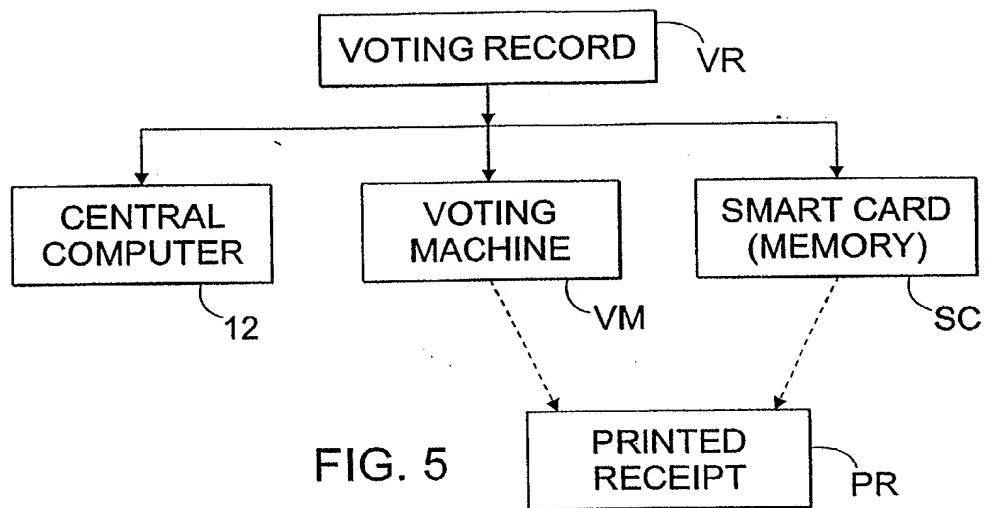 VOTING RECORD
VR
CENTRAL
COMPUTER
12
VOTING
MACHINE
VM
SMART CARD
(MEMORY)
SC
PRINTED
RECEIPT
PR
FIG. 5